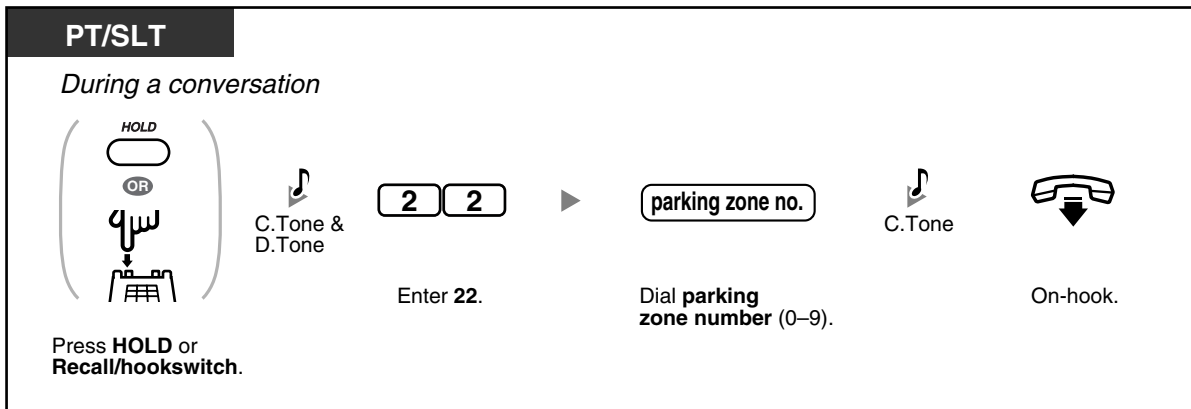 PT/SLT
During a conversation
HOLD
OR
C.Tone &
D.Tone
2 2
parking zone no.
C.Tone
Press HOLD or
Recall/hookswitch.
Enter 22.
Dial parking
zone number (0–9).
On-hook.